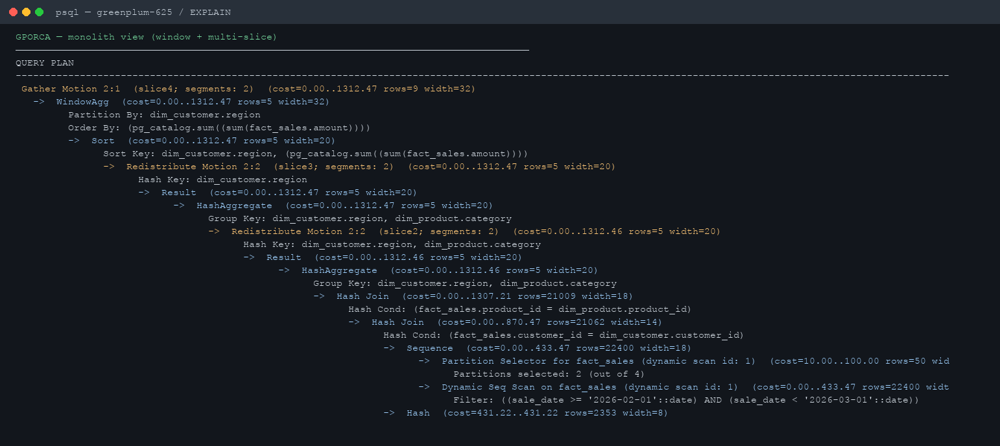 psql — greenplum-625 / EXPLAIN
GPORCA — monolith view (window + multi-slice)
────────────────────────────────────────────────────────────────────────────────────────
QUERY PLAN
----------------------------------------------------------------------------------------------------------------------------------------------------------------
 Gather Motion 2:1  (slice4; segments: 2)  (cost=0.00..1312.47 rows=9 width=32)
   ->  WindowAgg  (cost=0.00..1312.47 rows=5 width=32)
         Partition By: dim_customer.region
         Order By: (pg_catalog.sum((sum(fact_sales.amount))))
         ->  Sort  (cost=0.00..1312.47 rows=5 width=20)
               Sort Key: dim_customer.region, (pg_catalog.sum((sum(fact_sales.amount))))
               ->  Redistribute Motion 2:2  (slice3; segments: 2)  (cost=0.00..1312.47 rows=5 width=20)
                     Hash Key: dim_customer.region
                     ->  Result  (cost=0.00..1312.47 rows=5 width=20)
                           ->  HashAggregate  (cost=0.00..1312.47 rows=5 width=20)
                                 Group Key: dim_customer.region, dim_product.category
                                 ->  Redistribute Motion 2:2  (slice2; segments: 2)  (cost=0.00..1312.46 rows=5 width=20)
                                       Hash Key: dim_customer.region, dim_product.category
                                       ->  Result  (cost=0.00..1312.46 rows=5 width=20)
                                             ->  HashAggregate  (cost=0.00..1312.46 rows=5 width=20)
                                                   Group Key: dim_customer.region, dim_product.category
                                                   ->  Hash Join  (cost=0.00..1307.21 rows=21009 width=18)
                                                         Hash Cond: (fact_sales.product_id = dim_product.product_id)
                                                         ->  Hash Join  (cost=0.00..870.47 rows=21062 width=14)
                                                               Hash Cond: (fact_sales.customer_id = dim_customer.customer_id)
                                                               ->  Sequence  (cost=0.00..433.47 rows=22400 width=18)
                                                                     ->  Partition Selector for fact_sales (dynamic scan id: 1)  (cost=10.00..100.00 rows=50 wid
                                                                           Partitions selected: 2 (out of 4)
                                                                     ->  Dynamic Seq Scan on fact_sales (dynamic scan id: 1)  (cost=0.00..433.47 rows=22400 widt
                                                                           Filter: ((sale_date >= '2026-02-01'::date) AND (sale_date < '2026-03-01'::date))
                                                               ->  Hash  (cost=431.22..431.22 rows=2353 width=8)